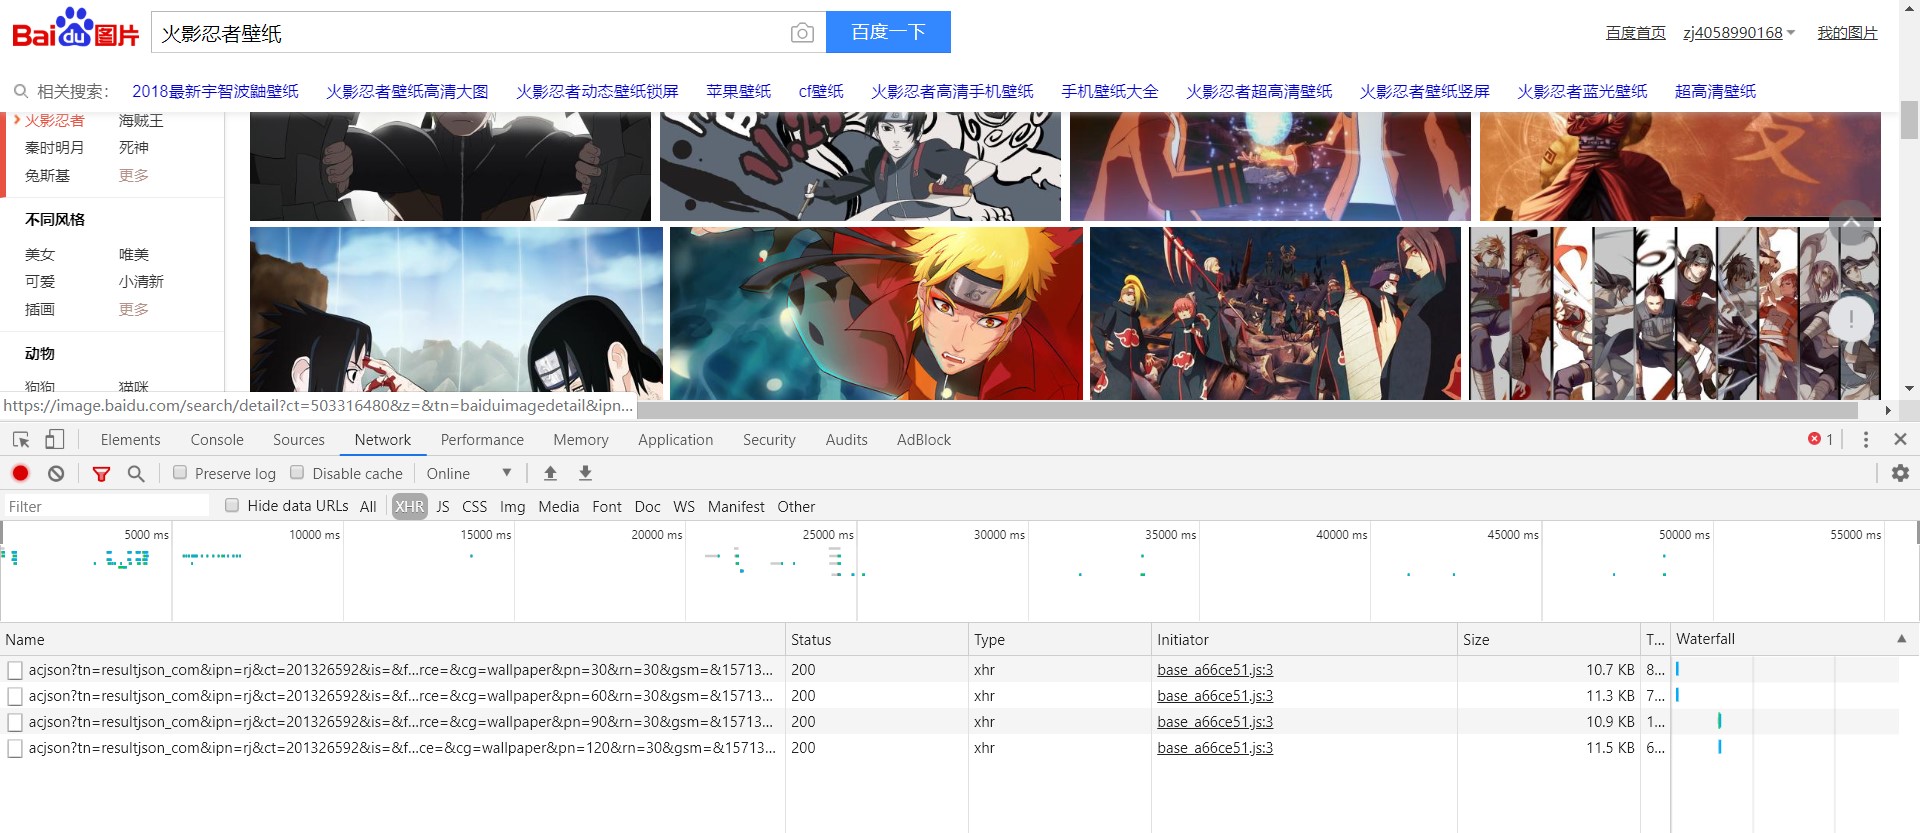 Bai du 图片 火影忍者壁纸 百度一下 百度首页 zj4058990168 我的图片
相关搜索: 2018最新宇智波鼬壁纸 火影忍者壁纸高清大图 火影忍者动态壁纸锁屏 苹果壁纸 cf壁纸 火影忍者高清手机壁纸 手机壁纸大全 火影忍者超高清壁纸 火影忍者壁纸竖屏 火影忍者蓝光壁纸 超高清壁纸
火影忍者 海贼王
秦时明月 死神
兔斯基 更多
不同风格
美女 唯美
可爱 小清新
插画 更多
动物
狗狗 猫咪
https://image.baidu.com/search/detail?ct=503316480&z=&tn=baiduimagedetail&ipn...
Elements Console Sources Network Performance Memory Application Security Audits AdBlock 1
Preserve log Disable cache Online
Filter Hide data URLs All XHR JS CSS Img Media Font Doc WS Manifest Other
5000 ms 10000 ms 15000 ms 20000 ms 25000 ms 30000 ms 35000 ms 40000 ms 45000 ms 50000 ms 55000 ms
Name Status Type Initiator Size T... Waterfall
acjson?tn=resultjson_com&ipn=rj&ct=201326592&is=&f...rce=&cg=wallpaper&pn=30&rn=30&gsm=&15713... 200 xhr base_a66ce51.js:3 10.7 KB 8...
acjson?tn=resultjson_com&ipn=rj&ct=201326592&is=&f...rce=&cg=wallpaper&pn=60&rn=30&gsm=&15713... 200 xhr base_a66ce51.js:3 11.3 KB 7...
acjson?tn=resultjson_com&ipn=rj&ct=201326592&is=&f...rce=&cg=wallpaper&pn=90&rn=30&gsm=&15713... 200 xhr base_a66ce51.js:3 10.9 KB 1...
acjson?tn=resultjson_com&ipn=rj&ct=201326592&is=&f...ce=&cg=wallpaper&pn=120&rn=30&gsm=&15713... 200 xhr base_a66ce51.js:3 11.5 KB 6...